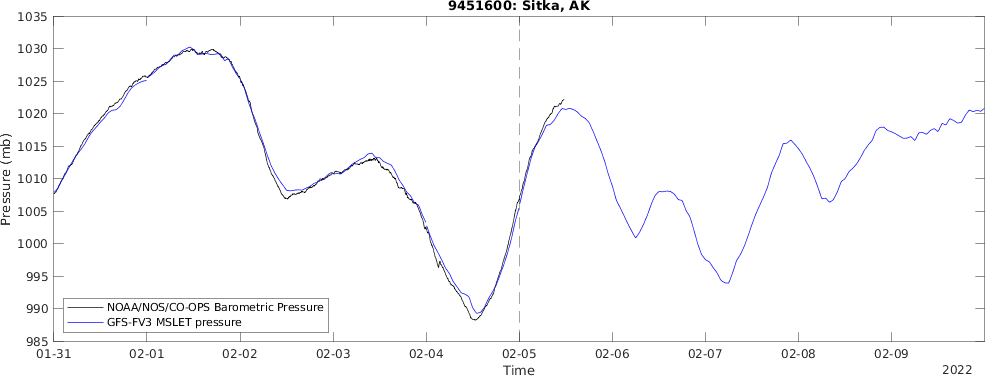 9451600: Sitka, AK
1035
1030
1025
1020
1015
1010
1005
1000
995
990
985
Pressure (mb)
NOAA/NOS/CO-OPS Barometric Pressure
GFS-FV3 MSLET pressure
01-31 02-01 02-02 02-03 02-04 02-05 02-06 02-07 02-08 02-09
Time
2022